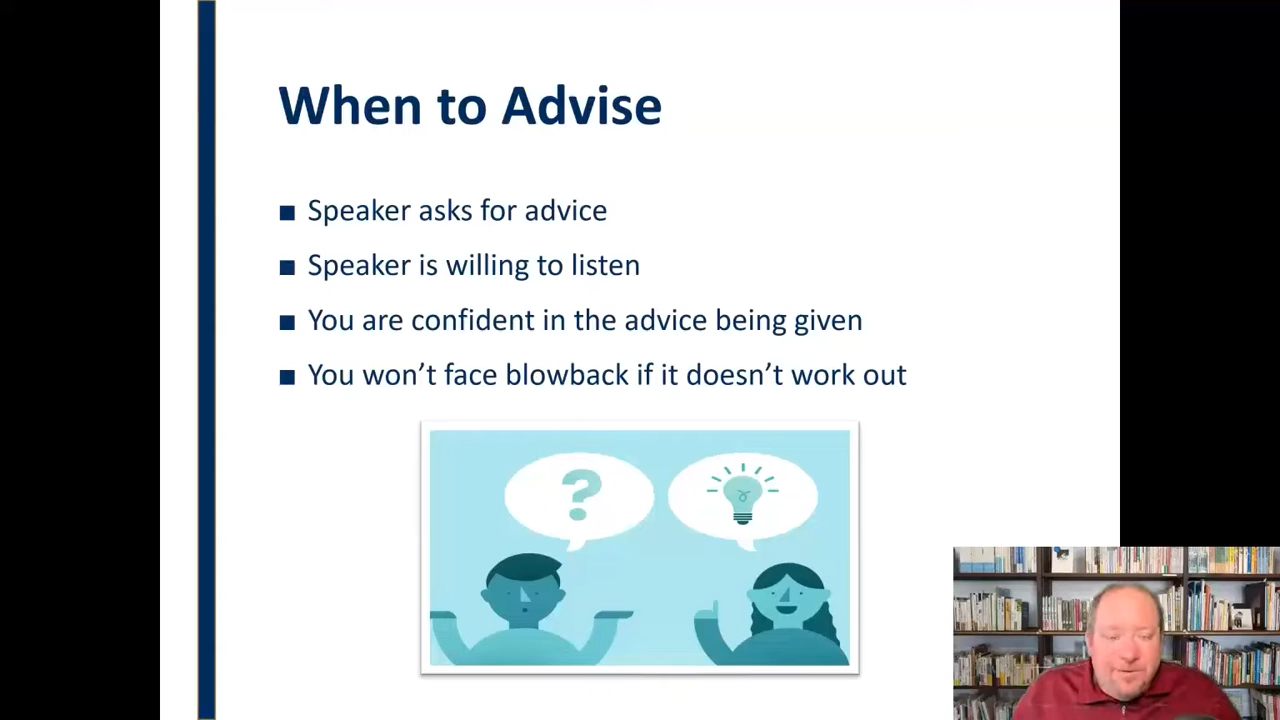 When to Advise
■ Speaker asks for advice
■ Speaker is willing to listen
■ You are confident in the advice being given
■ You won’t face blowback if it doesn’t work out
?